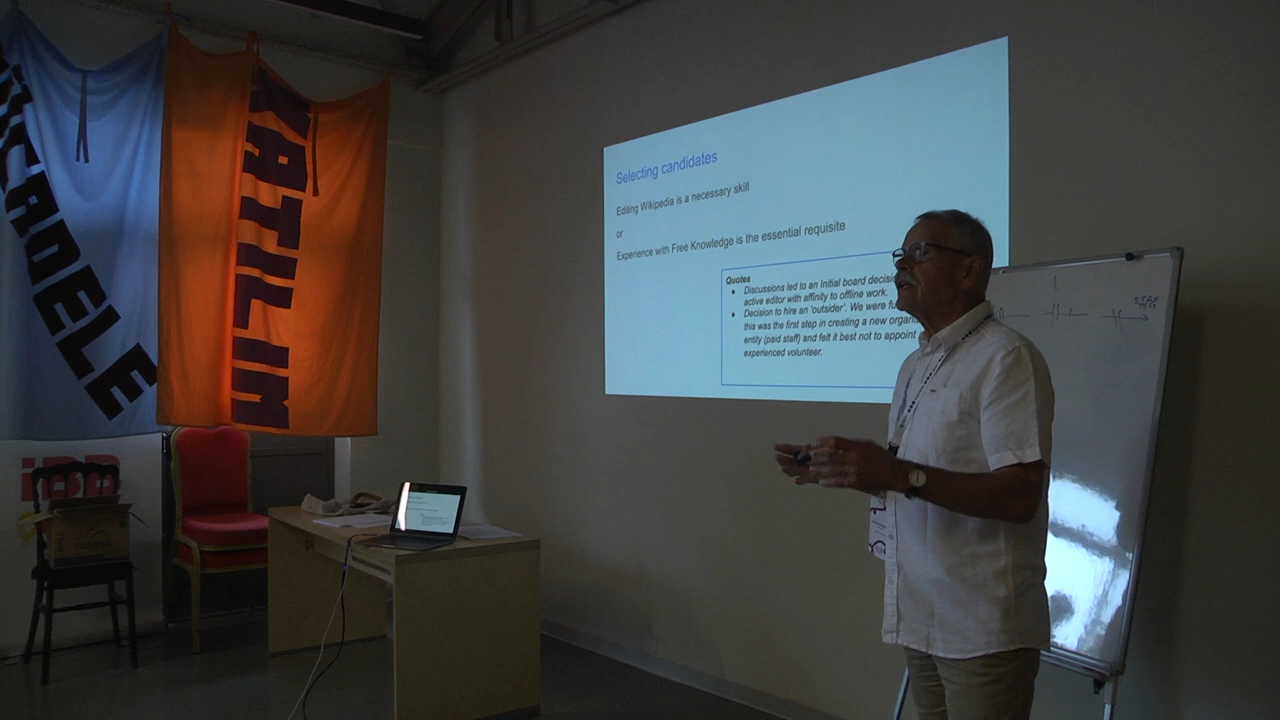 MÜCADELE
KATILIM
Selecting candidates
Editing Wikipedia is a necessary skill
or
Experience with Free Knowledge is the essential requisite
Quotes
Discussions led to an Initial board
active editor with affinity to offline work.
Decision to hire an 'outsider'. We were
this was the first step in creating a new
entity (paid staff) and felt it best not to appoint
experienced volunteer.
iBB